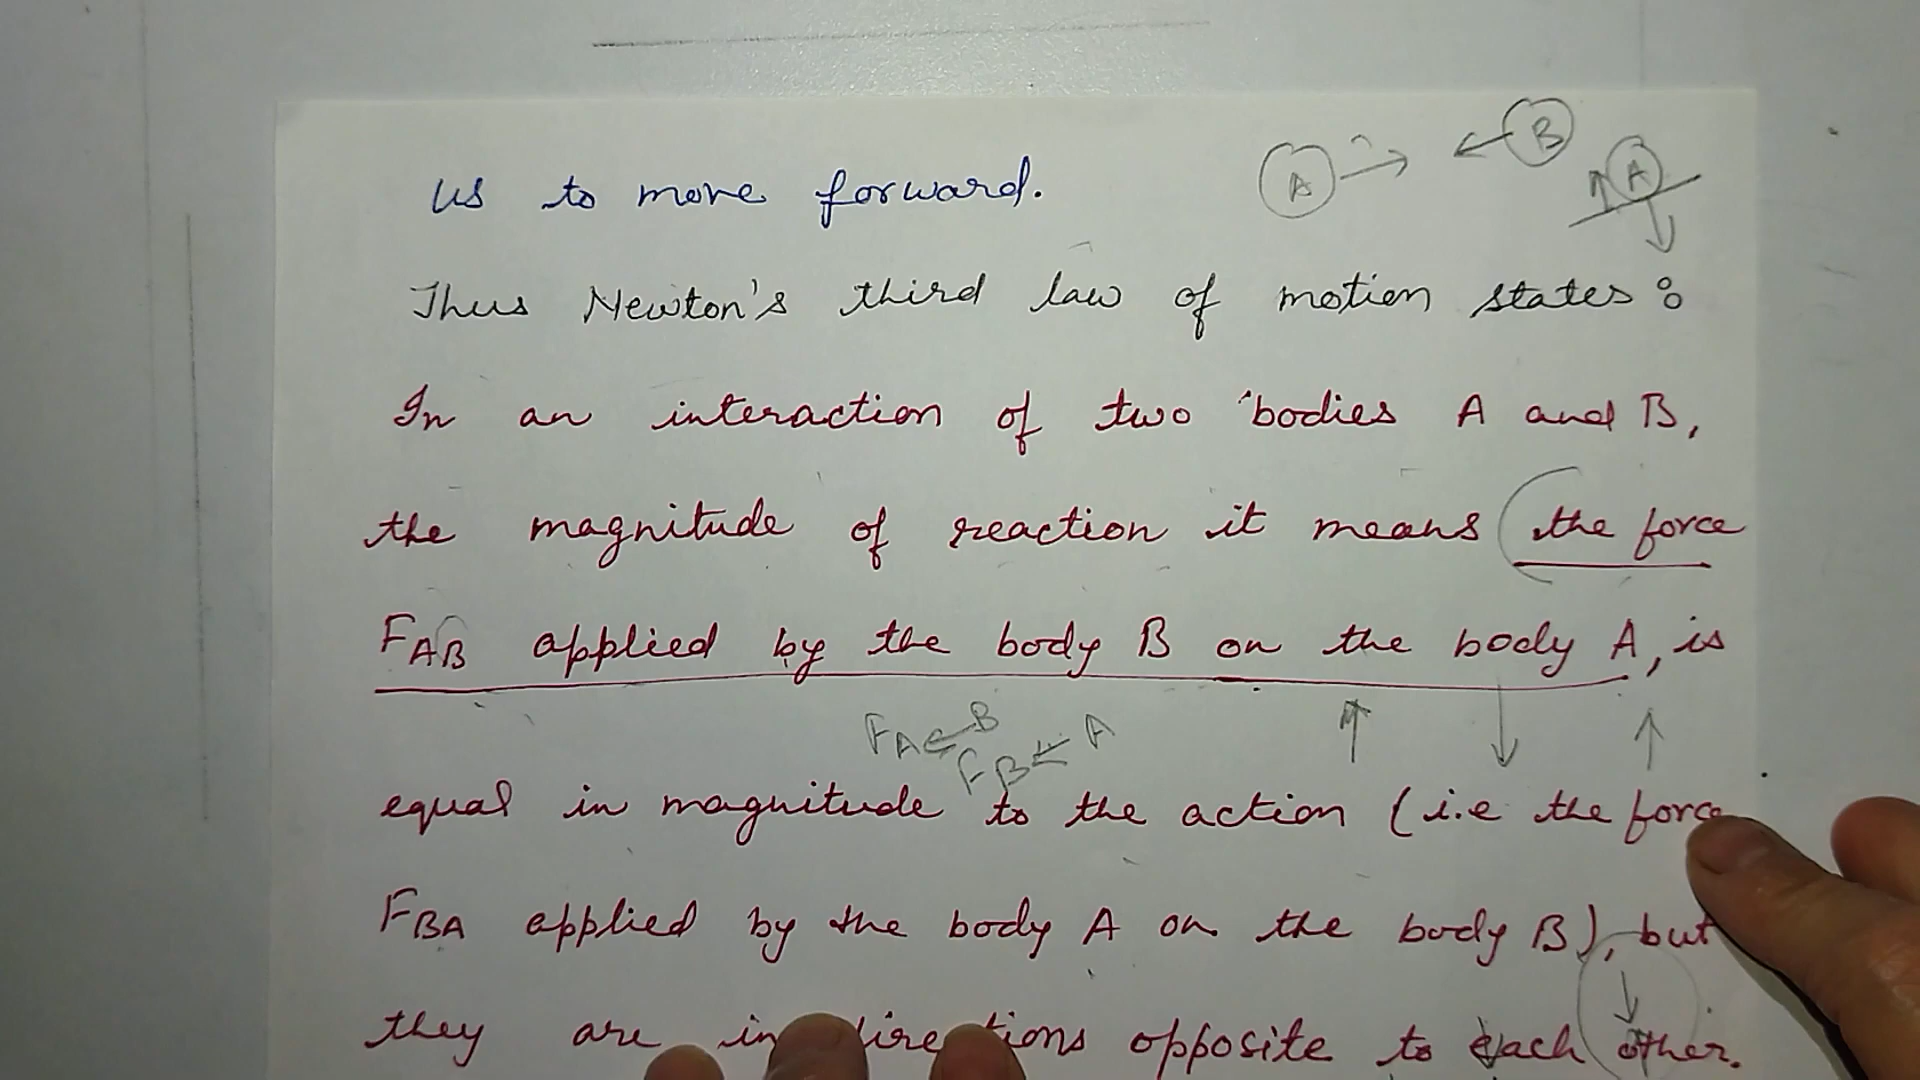 A B A
us to move forward.
Thus Newton's third law of motion states:
In an interaction of two bodies A and B,
the magnitude of reaction it means (the force
FAB applied by the body B on the body A, is
FA←B
FB←A
equal in magnitude to the action (i.e the force
FBA applied by the body A on the body B), but
they are in directions opposite to each other.